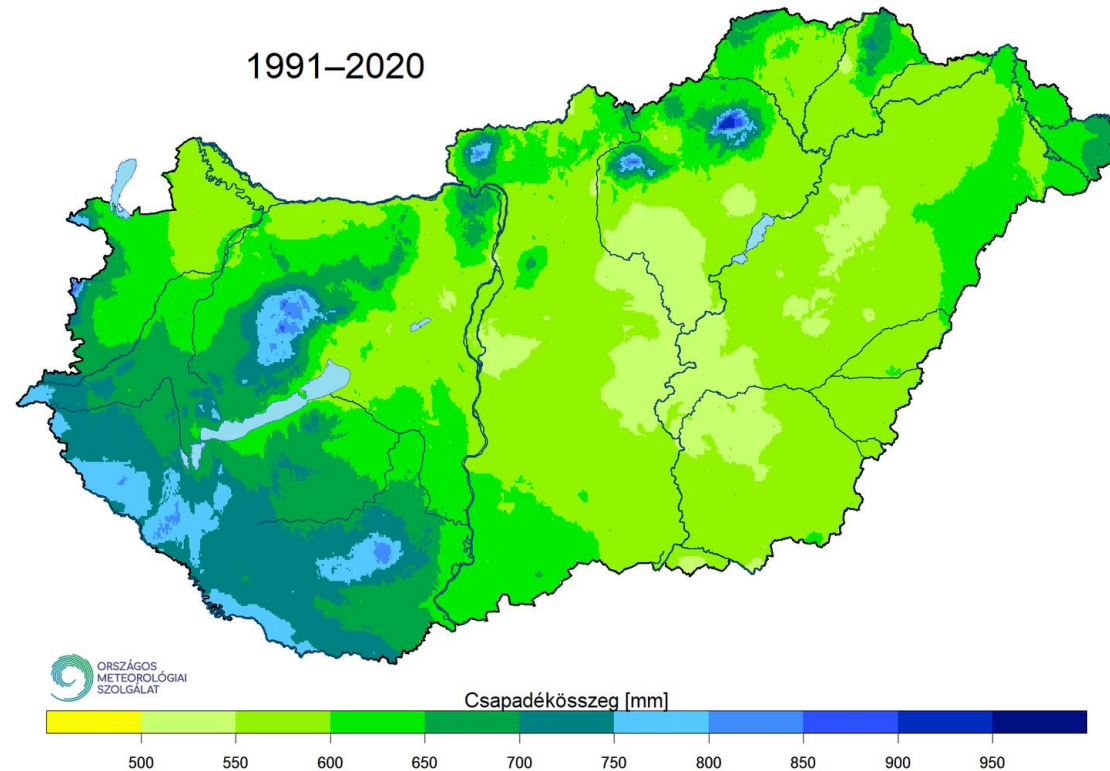 1991–2020
ORSZÁGOS
METEOROLÓGIAI
SZOLGÁLAT
Csapadékösszeg [mm]
500 550 600 650 700 750 800 850 900 950